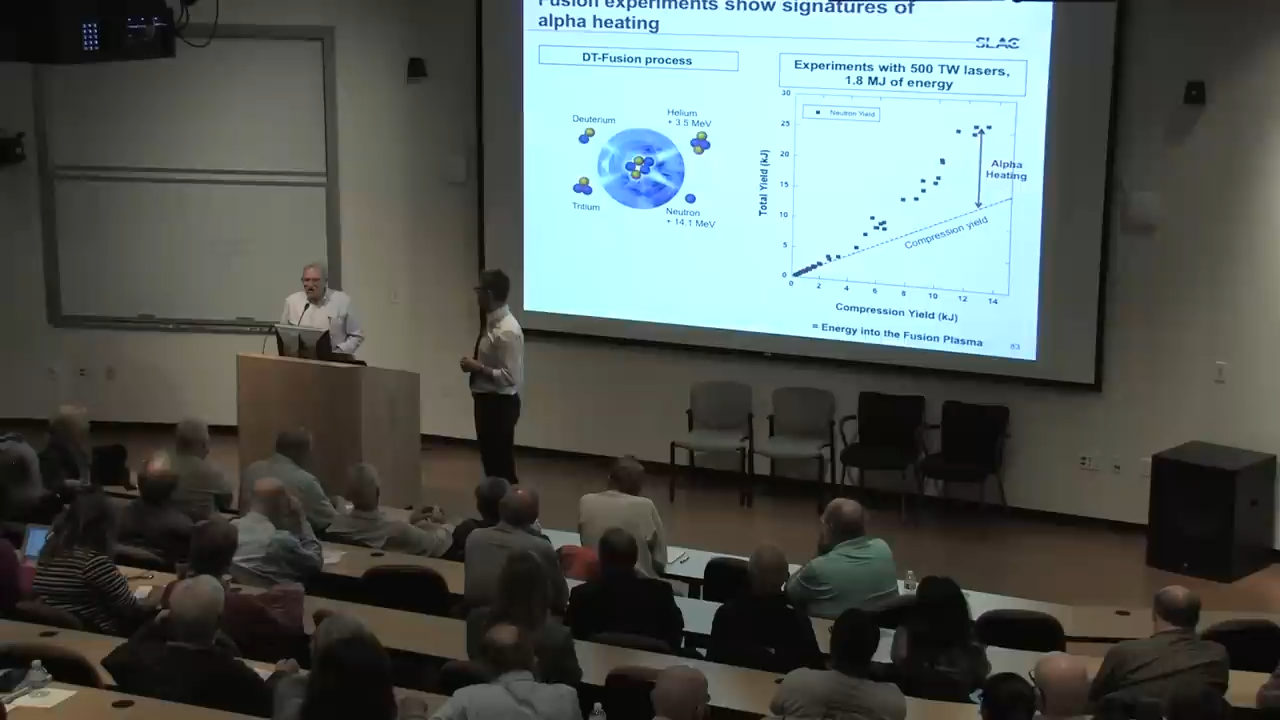 Fusion experiments show signatures of
alpha heating
SLAC
DT-Fusion process
Experiments with 500 TW lasers,
1.8 MJ of energy
Deuterium
Helium
+ 3.5 MeV
Tritium
Neutron
+ 14.1 MeV
Neutron Yield
Total Yield (kJ)
30
25
20
15
10
5
0
Alpha
Heating
Compression yield
0 2 4 6 8 10 12 14
Compression Yield (kJ)
= Energy into the Fusion Plasma
83